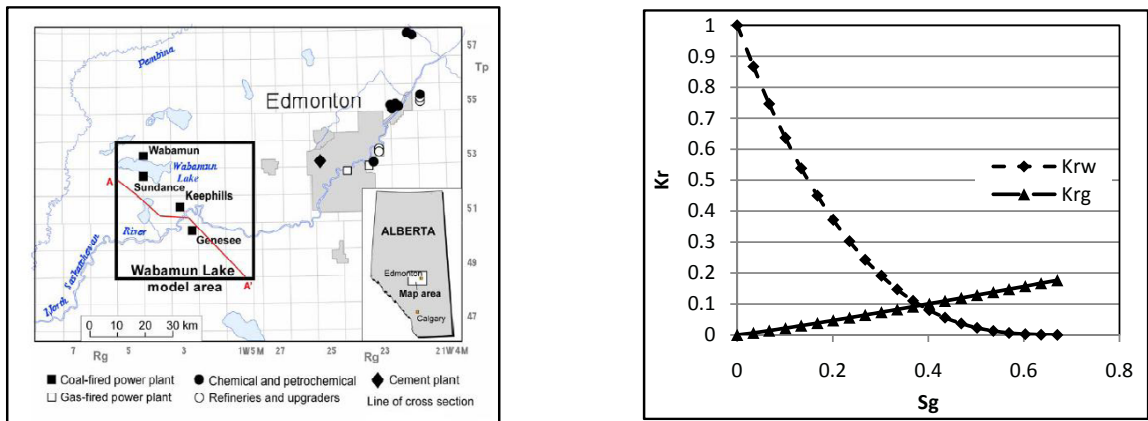 57
Pembina
Tp
Edmonton
55
Wabamun
53
Wabamun
Lake
A
Sundance
Keephills
51
River
Genesee
ALBERTA
49
North Saskatchewan
Wabamun Lake
model area
A'
Edmonton
Map area
Calgary
0 10 20 30 km
47
7 5 3 1W5M 27 25 23 21W4M
Rg Rg
Coal-fired power plant Chemical and petrochemical Cement plant
Gas-fired power plant Refineries and upgraders Line of cross section
1
0.9
0.8
0.7
0.6
0.5
0.4
0.3
0.2
0.1
0
Kr
Krw
Krg
0 0.2 0.4 0.6 0.8
Sg